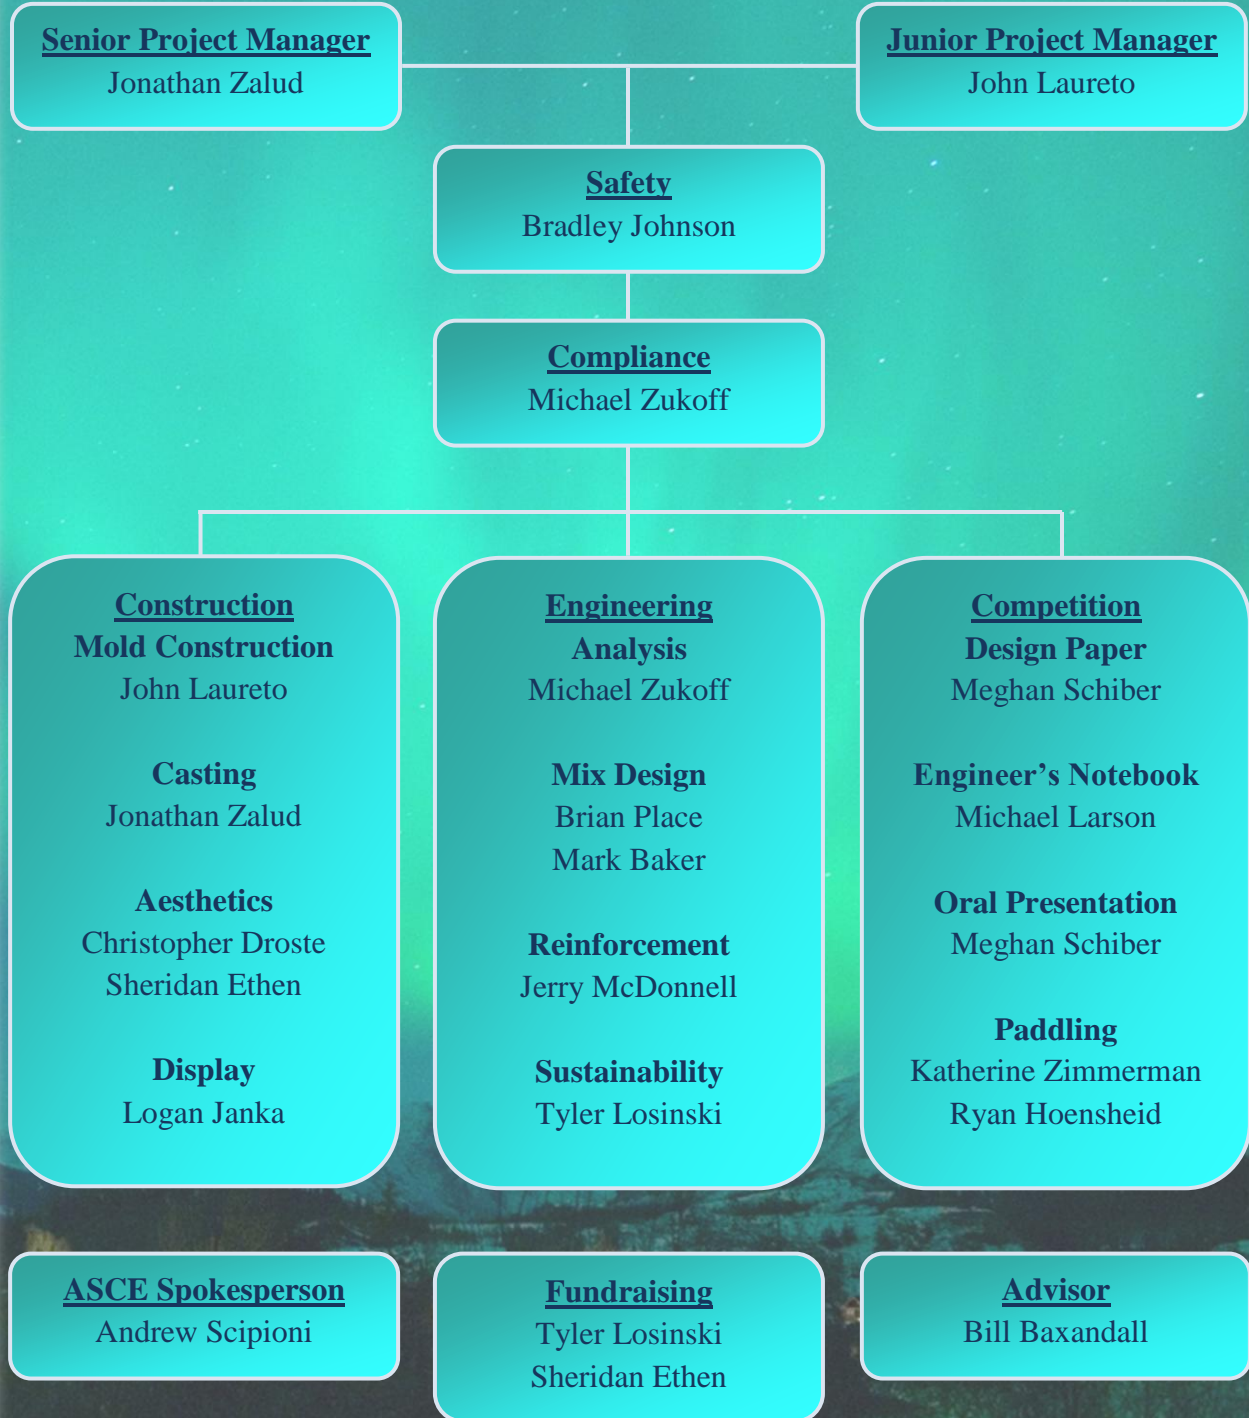 Senior Project Manager
Jonathan Zalud
Junior Project Manager
John Laureto
Safety
Bradley Johnson
Compliance
Michael Zukoff
Construction
Mold Construction
John Laureto
Casting
Jonathan Zalud
Aesthetics
Christopher Droste
Sheridan Ethen
Display
Logan Janka
Engineering
Analysis
Michael Zukoff
Mix Design
Brian Place
Mark Baker
Reinforcement
Jerry McDonnell
Sustainability
Tyler Losinski
Competition
Design Paper
Meghan Schiber
Engineer’s Notebook
Michael Larson
Oral Presentation
Meghan Schiber
Paddling
Katherine Zimmerman
Ryan Hoensheid
ASCE Spokesperson
Andrew Scipioni
Fundraising
Tyler Losinski
Sheridan Ethen
Advisor
Bill Baxandall